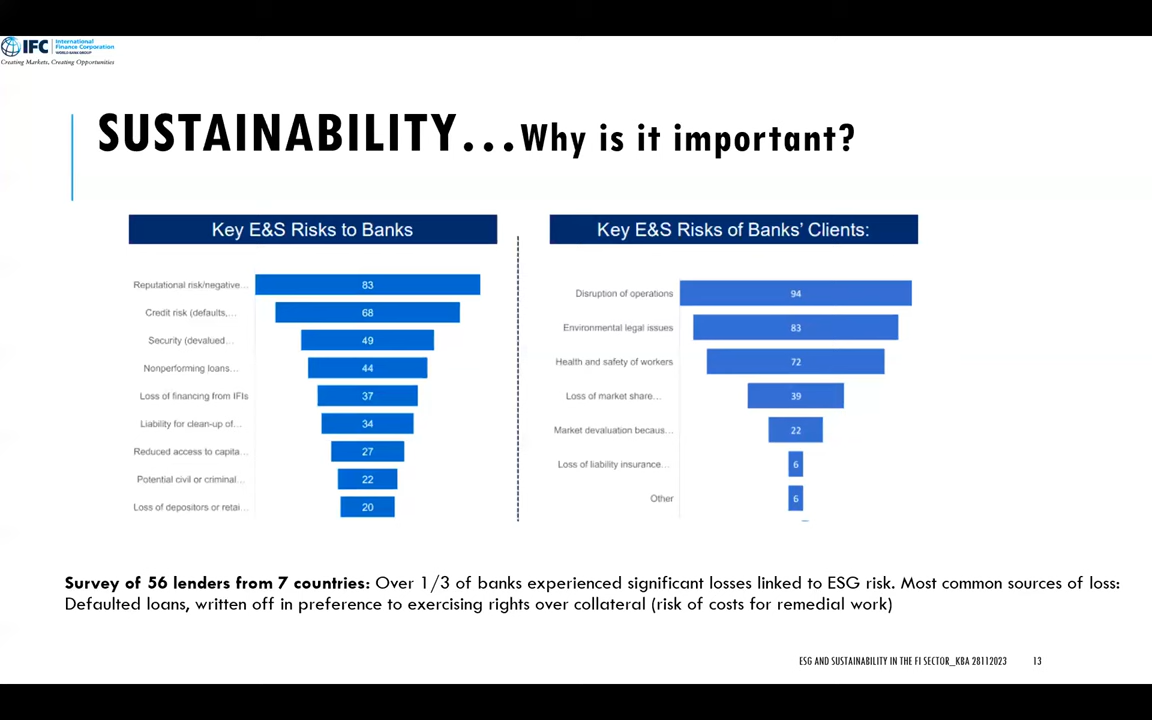 IFC
International
Finance Corporation
WORLD BANK GROUP
Creating Markets, Creating Opportunities
SUSTAINABILITY...Why is it important?
Key E&S Risks to Banks
Reputational risk/negative... 83
Credit risk (defaults,... 68
Security (devalued... 49
Nonperforming loans... 44
Loss of financing from IFIs 37
Liability for clean-up of... 34
Reduced access to capita... 27
Potential civil or criminal... 22
Loss of depositors or retai... 20
Key E&S Risks of Banks' Clients:
Disruption of operations 94
Environmental legal issues 83
Health and safety of workers 72
Loss of market share... 39
Market devaluation becaus... 22
Loss of liability insurance... 6
Other 6
Survey of 56 lenders from 7 countries: Over 1/3 of banks experienced significant losses linked to ESG risk. Most common sources of loss:
Defaulted loans, written off in preference to exercising rights over collateral (risk of costs for remedial work)
ESG AND SUSTAINABILITY IN THE FI SECTOR_KBA 28112023 13